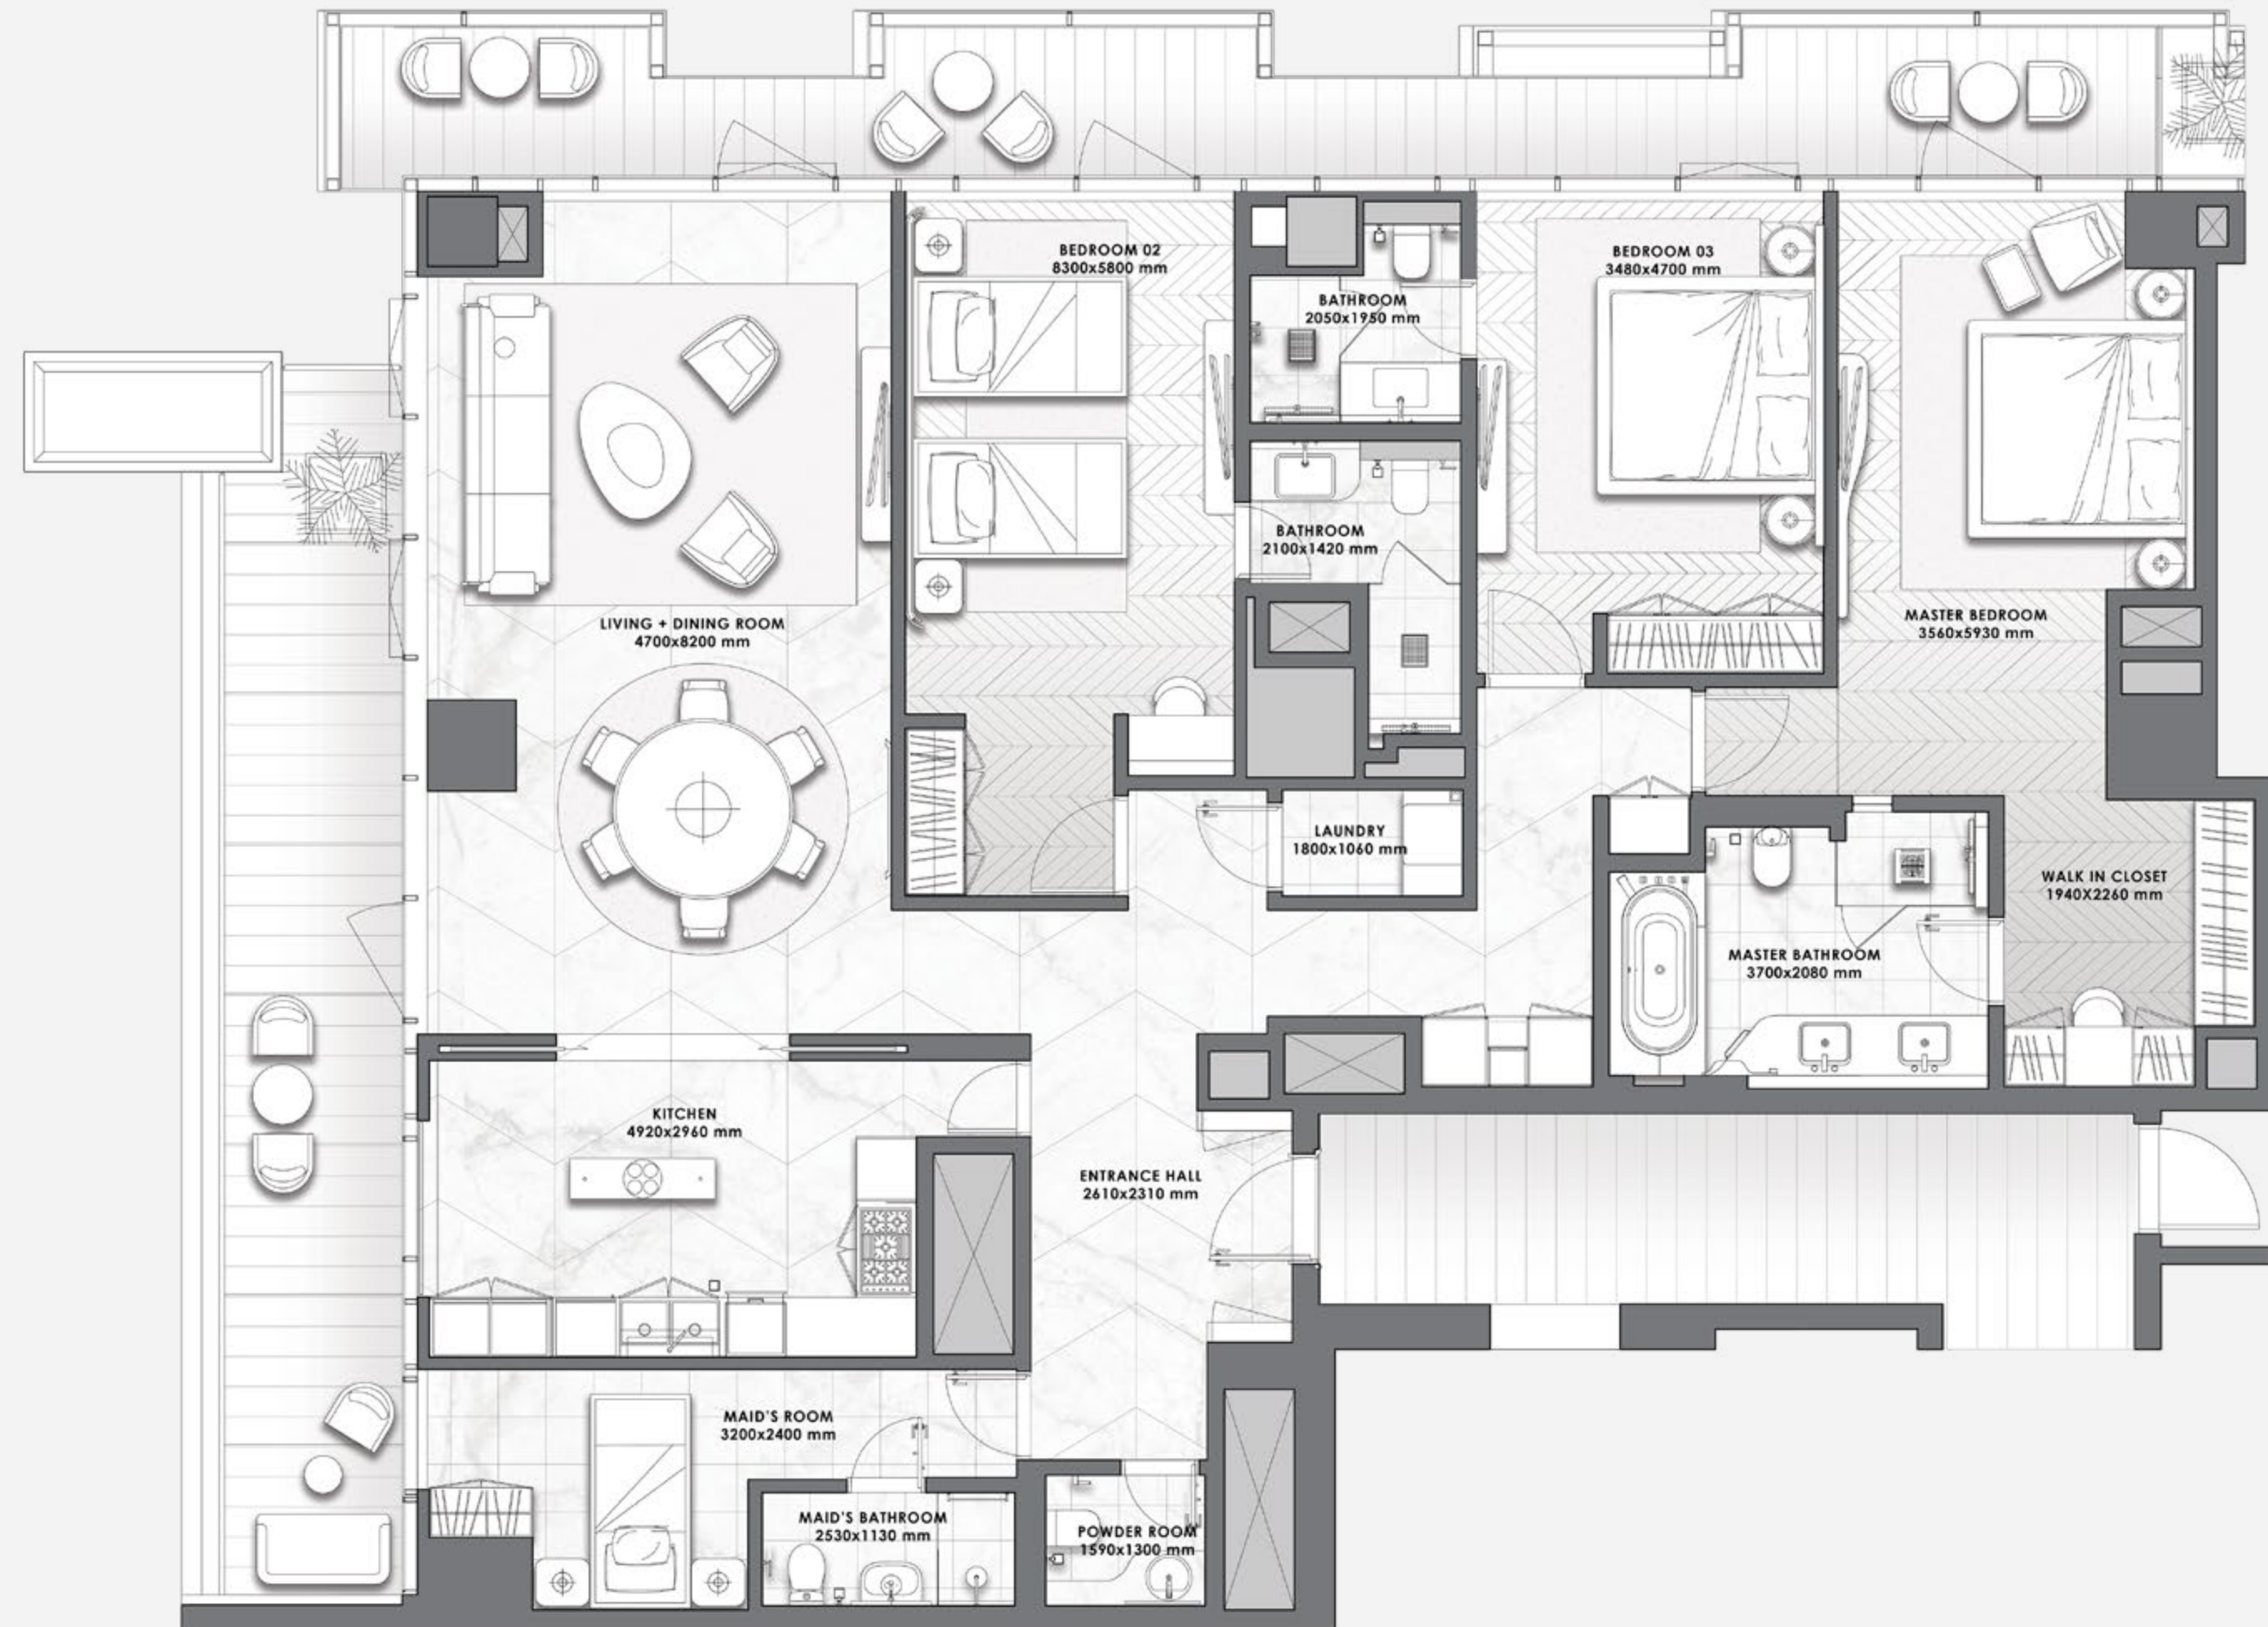 BEDROOM 02
8300x5800 mm
BEDROOM 03
3480x4700 mm
BATHROOM
2050x1950 mm
BATHROOM
2100x1420 mm
LIVING + DINING ROOM
4700x8200 mm
MASTER BEDROOM
3560x5930 mm
LAUNDRY
1800x1060 mm
WALK IN CLOSET
1940X2260 mm
MASTER BATHROOM
3700x2080 mm
KITCHEN
4920x2960 mm
ENTRANCE HALL
2610x2310 mm
MAID'S ROOM
3200x2400 mm
MAID'S BATHROOM
2530x1130 mm
POWDER ROOM
1590x1300 mm